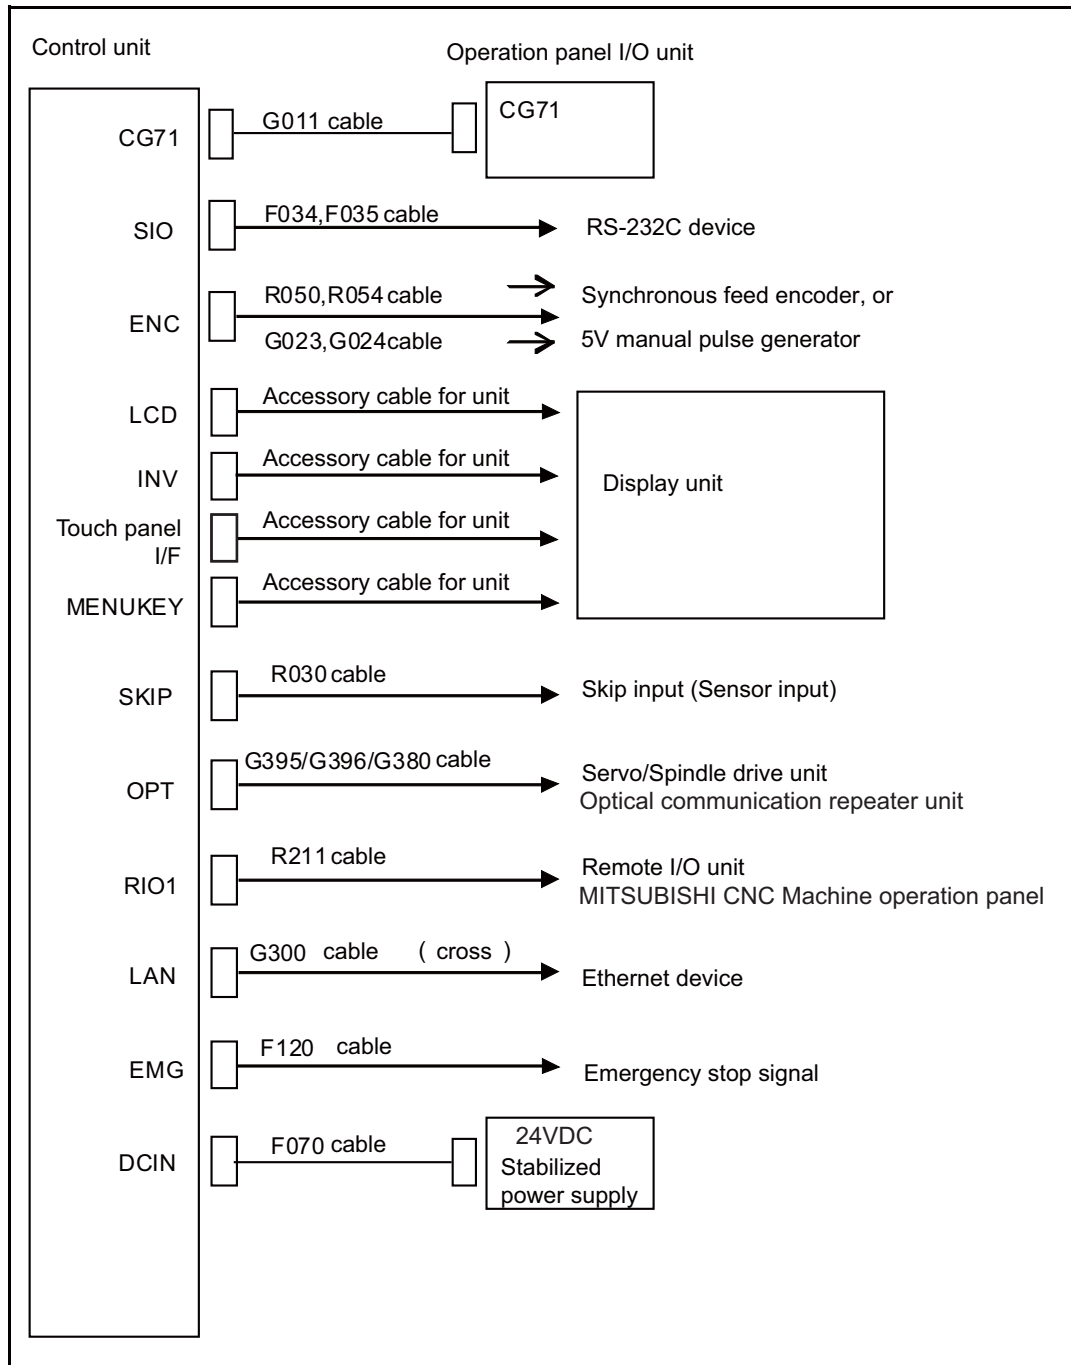 Control unit
Operation panel I/O unit
CG71
G011 cable
CG71
SIO
F034,F035 cable
RS-232C device
ENC
R050,R054 cable
Synchronous feed encoder, or
G023,G024cable
5V manual pulse generator
LCD
Accessory cable for unit
INV
Accessory cable for unit
Display unit
Touch panel
I/F
Accessory cable for unit
MENUKEY
Accessory cable for unit
SKIP
R030 cable
Skip input (Sensor input)
OPT
G395/G396/G380 cable
Servo/Spindle drive unit
Optical communication repeater unit
RIO1
R211 cable
Remote I/O unit
MITSUBISHI CNC Machine operation panel
LAN
G300 cable ( cross )
Ethernet device
EMG
F120 cable
Emergency stop signal
DCIN
F070 cable
24VDC
Stabilized
power supply